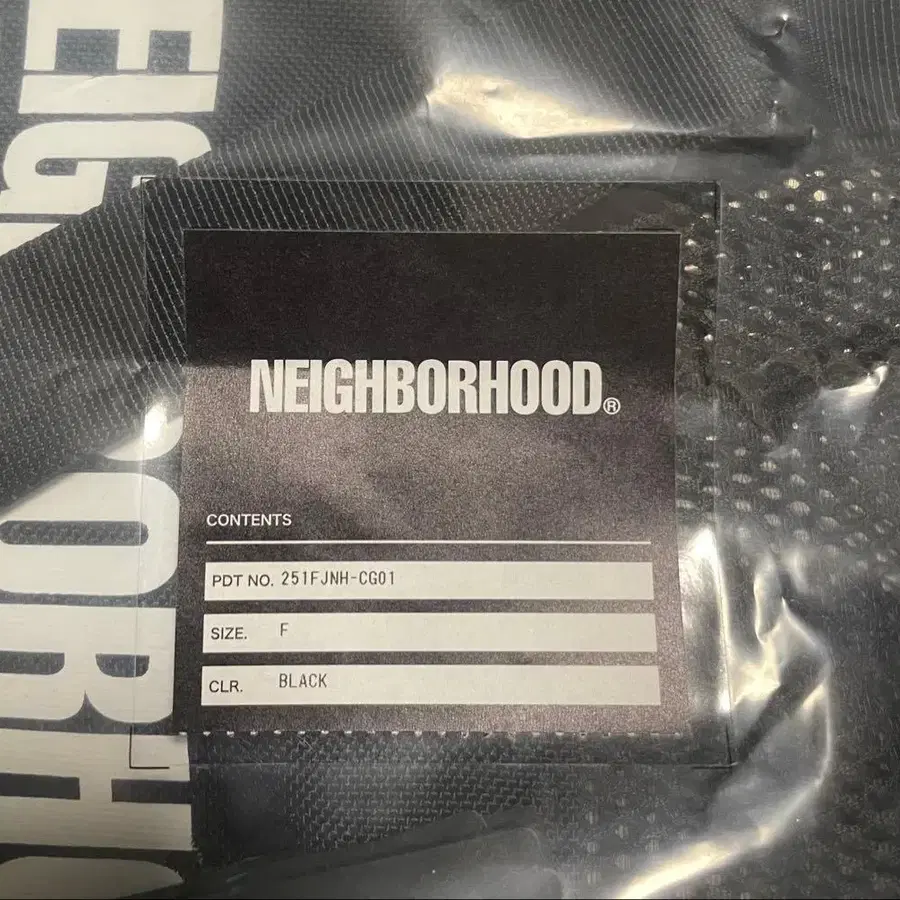 NEIGHBORHOOD®
CONTENTS
PDT NO. 251FJNH-CG01
SIZE. F
CLR. BLACK